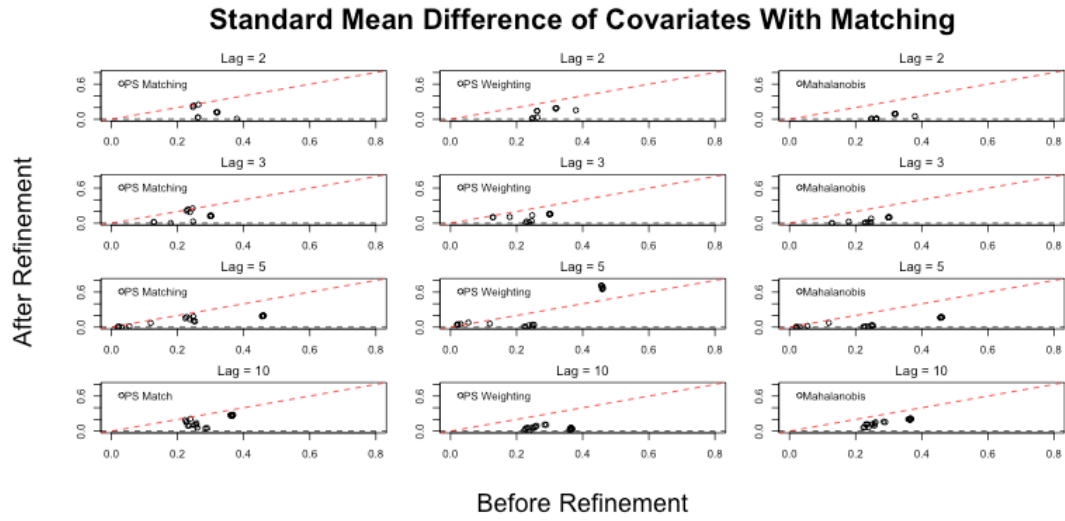 Standard Mean Difference of Covariates With Matching
Lag = 2
Lag = 2
Lag = 2
PS Matching
PS Weighting
Mahalanobis
0.0 0.6
0.0 0.6
0.0 0.6
0.0 0.2 0.4 0.6 0.8
0.0 0.2 0.4 0.6 0.8
0.0 0.2 0.4 0.6 0.8
Lag = 3
Lag = 3
Lag = 3
PS Matching
PS Weighting
Mahalanobis
0.0 0.6
0.0 0.6
0.0 0.6
0.0 0.2 0.4 0.6 0.8
0.0 0.2 0.4 0.6 0.8
0.0 0.2 0.4 0.6 0.8
After Refinement
Lag = 5
Lag = 5
Lag = 5
PS Matching
PS Weighting
Mahalanobis
0.0 0.6
0.0 0.6
0.0 0.6
0.0 0.2 0.4 0.6 0.8
0.0 0.2 0.4 0.6 0.8
0.0 0.2 0.4 0.6 0.8
Lag = 10
Lag = 10
Lag = 10
PS Match
PS Weighting
Mahalanobis
0.0 0.6
0.0 0.6
0.0 0.6
0.0 0.2 0.4 0.6 0.8
0.0 0.2 0.4 0.6 0.8
0.0 0.2 0.4 0.6 0.8
Before Refinement